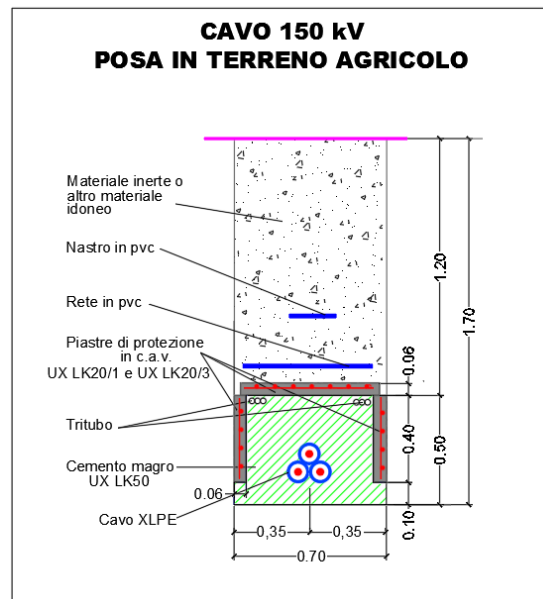 CAVO 150 kV
POSA IN TERRENO AGRICOLO
Materiale inerte o
altro materiale
idoneo
Nastro in pvc
Rete in pvc
Piastre di protezione
in c.a.v.
UX LK20/1 e UX LK20/3
Tritubo
Cemento magro
UX LK50
0.06
Cavo XLPE
0,35
0,35
0.70
1.20
1.70
0.06
0.40
0.50
0.10